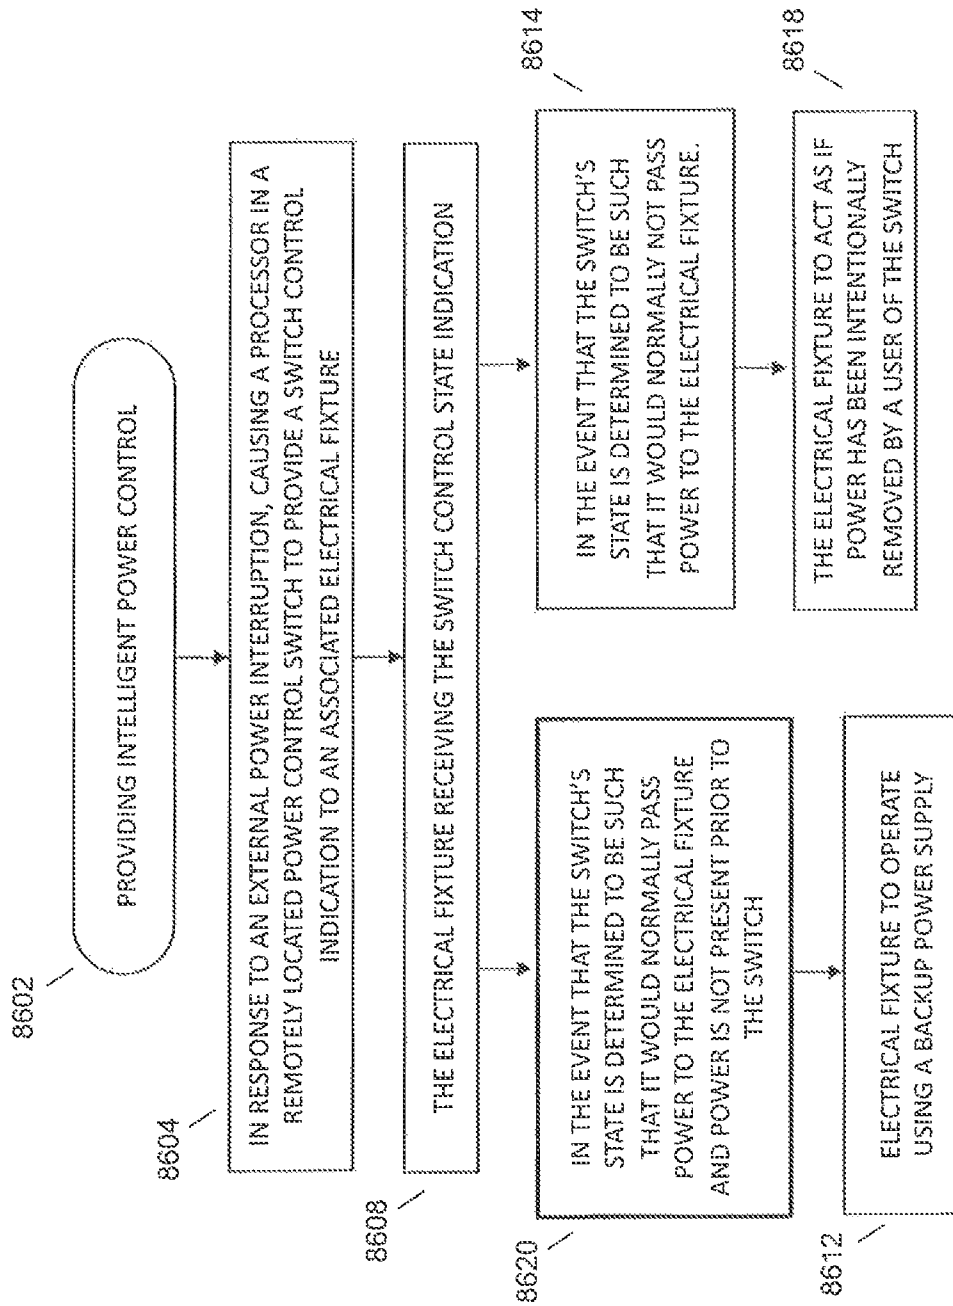 8602
PROVIDING INTELLIGENT POWER CONTROL
8604
IN RESPONSE TO AN EXTERNAL POWER INTERRUPTION, CAUSING A PROCESSOR IN A
REMOTELY LOCATED POWER CONTROL SWITCH TO PROVIDE A SWITCH CONTROL
INDICATION TO AN ASSOCIATED ELECTRICAL FIXTURE
8608
THE ELECTRICAL FIXTURE RECEIVING THE SWITCH CONTROL STATE INDICATION
8620
IN THE EVENT THAT THE SWITCH'S
STATE IS DETERMINED TO BE SUCH
THAT IT WOULD NORMALLY PASS
POWER TO THE ELECTRICAL FIXTURE
AND POWER IS NOT PRESENT PRIOR TO
THE SWITCH
8614
IN THE EVENT THAT THE SWITCH'S
STATE IS DETERMINED TO BE SUCH
THAT IT WOULD NORMALLY NOT PASS
POWER TO THE ELECTRICAL FIXTURE.
8612
ELECTRICAL FIXTURE TO OPERATE
USING A BACKUP POWER SUPPLY
8618
THE ELECTRICAL FIXTURE TO ACT AS IF
POWER HAS BEEN INTENTIONALLY
REMOVED BY A USER OF THE SWITCH